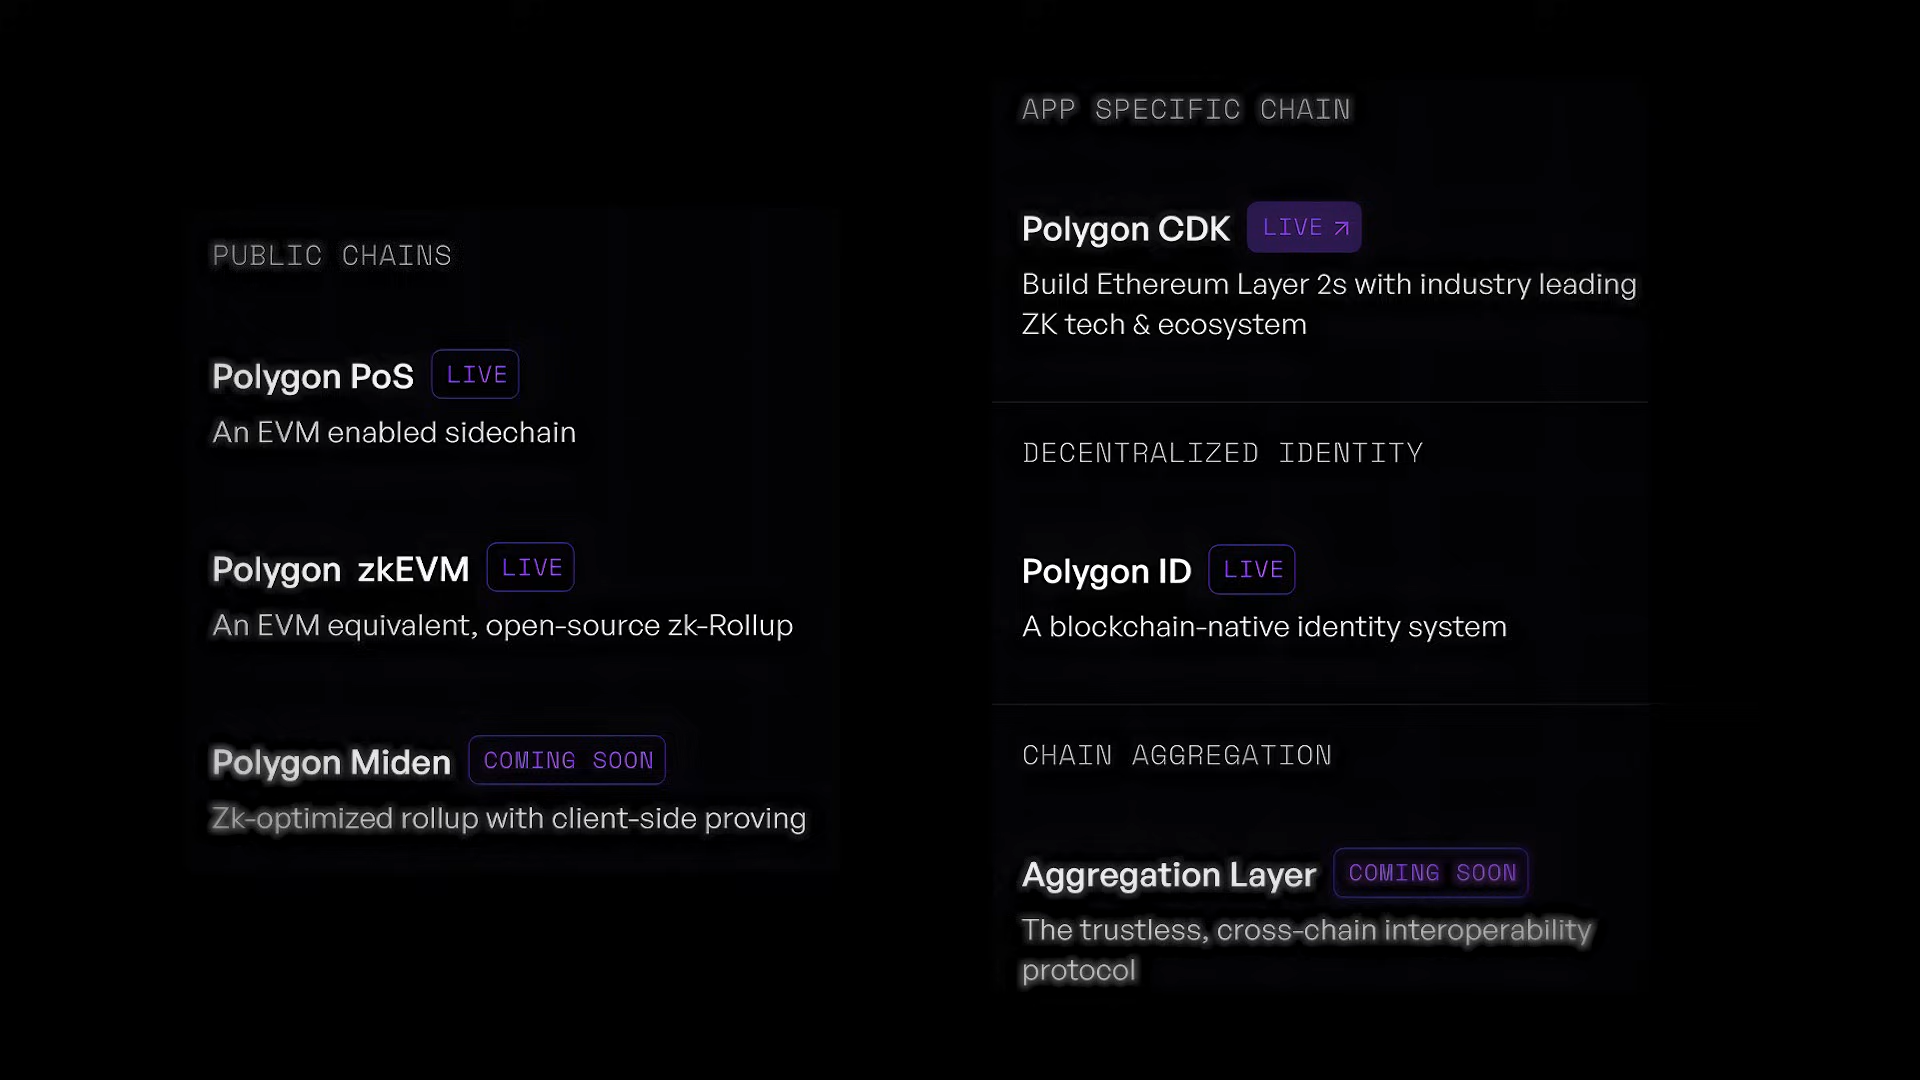 PUBLIC CHAINS
Polygon PoS LIVE
An EVM enabled sidechain
Polygon zkEVM LIVE
An EVM equivalent, open-source zk-Rollup
Polygon Miden COMING SOON
Zk-optimized rollup with client-side proving
APP SPECIFIC CHAIN
Polygon CDK LIVE ↗
Build Ethereum Layer 2s with industry leading
ZK tech & ecosystem
DECENTRALIZED IDENTITY
Polygon ID LIVE
A blockchain-native identity system
CHAIN AGGREGATION
Aggregation Layer COMING SOON
The trustless, cross-chain interoperability
protocol